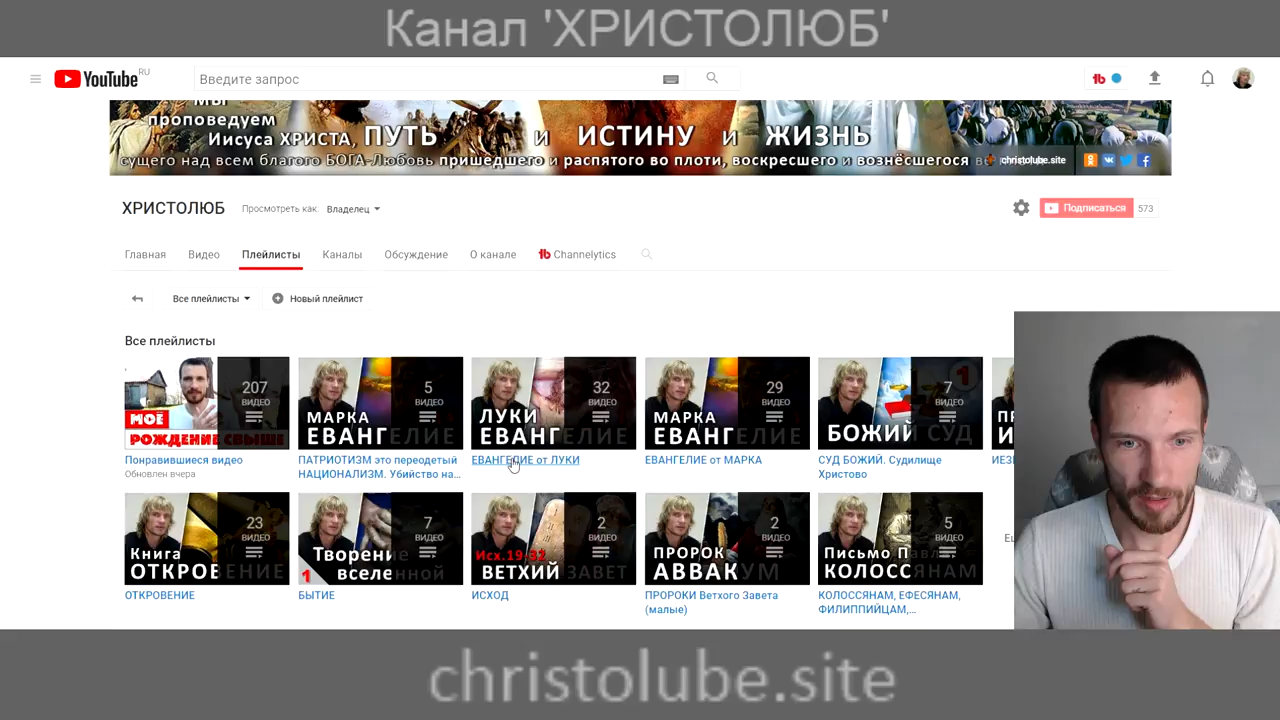 Канал 'ХРИСТОЛЮБ'
YouTube RU
Введите запрос
МЫ
проповедуем
Иисуса ХРИСТА, ПУТЬ и ИСТИНУ и ЖИЗНЬ
сущего над всем благого БОГА-Любовь пришедшего и распятого во плоти, воскресшего и вознёсшегося
christolube.site
ХРИСТОЛЮБ
Просмотреть как: Владелец
Подписаться 573
Главная Видео Плейлисты Каналы Обсуждение О канале Channelytics
Все плейлисты Новый плейлист
Все плейлисты
207 ВИДЕО
МОЁ
РОЖДЕНИЕ СВЫШЕ
5 ВИДЕО
МАРКА
ЕВАНГЕЛИЕ
32 ВИДЕО
ЛУКИ
ЕВАНГЕЛИЕ
29 ВИДЕО
МАРКА
ЕВАНГЕЛИЕ
1
7 ВИДЕО
БОЖИЙ СУД
Понравившиеся видео
Обновлен вчера
ПАТРИОТИЗМ это переодетый
НАЦИОНАЛИЗМ. Убийство на...
ЕВАНГЕЛИЕ от ЛУКИ
ЕВАНГЕЛИЕ от МАРКА
СУД БОЖИЙ. Судилище
Христово
ИЕЗ
23 ВИДЕО
Книга
ОТКРОВЕНИЕ
7 ВИДЕО
Творение
1 вселенной
2 ВИДЕО
Исх.19-32
ВЕТХИЙ ЗАВЕТ
2 ВИДЕО
ПРОРОК
АВВАКУМ
5 ВИДЕО
Письмо Павла
КОЛОССЯНАМ
ОТКРОВЕНИЕ
БЫТИЕ
ИСХОД
ПРОРОКИ Ветхого Завета
(малые)
КОЛОССЯНАМ, ЕФЕСЯНАМ,
ФИЛИППИЙЦАМ,...
christolube.site